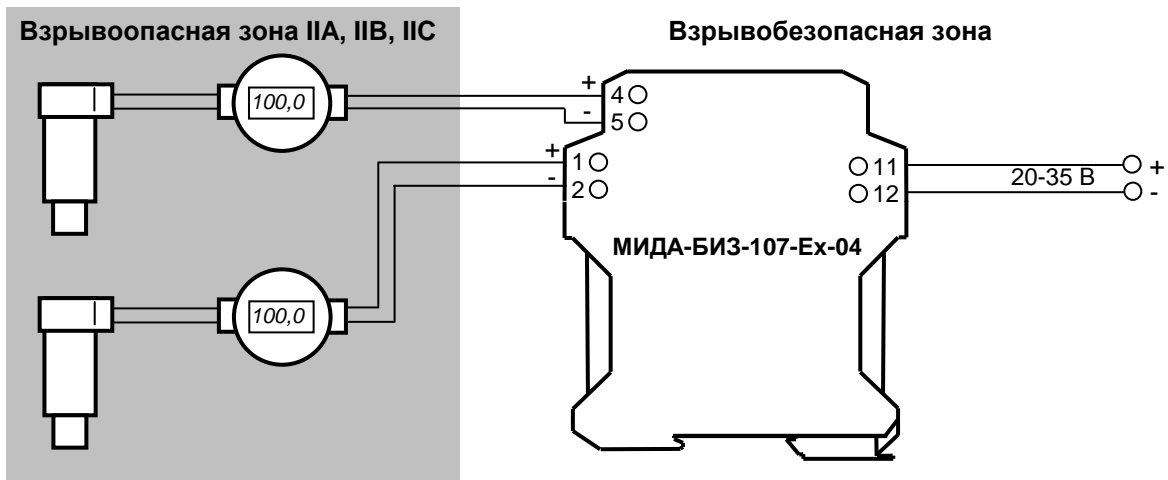 Взрывоопасная зона IIA, IIB, IIC
Взрывобезопасная зона
100,0
+ 4
- 5
+ 1
- 2
11 +
20-35 В
12 -
МИДА-БИЗ-107-Ex-04
100,0